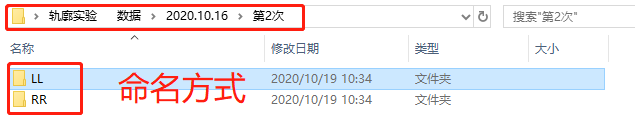 轨廓实验 数据 > 2020.10.16 > 第2次 搜索"第2次"
名称 修改日期 类型 大小
LL 2020/10/19 10:34 文件夹
RR 2020/10/19 10:34 文件夹
命名方式